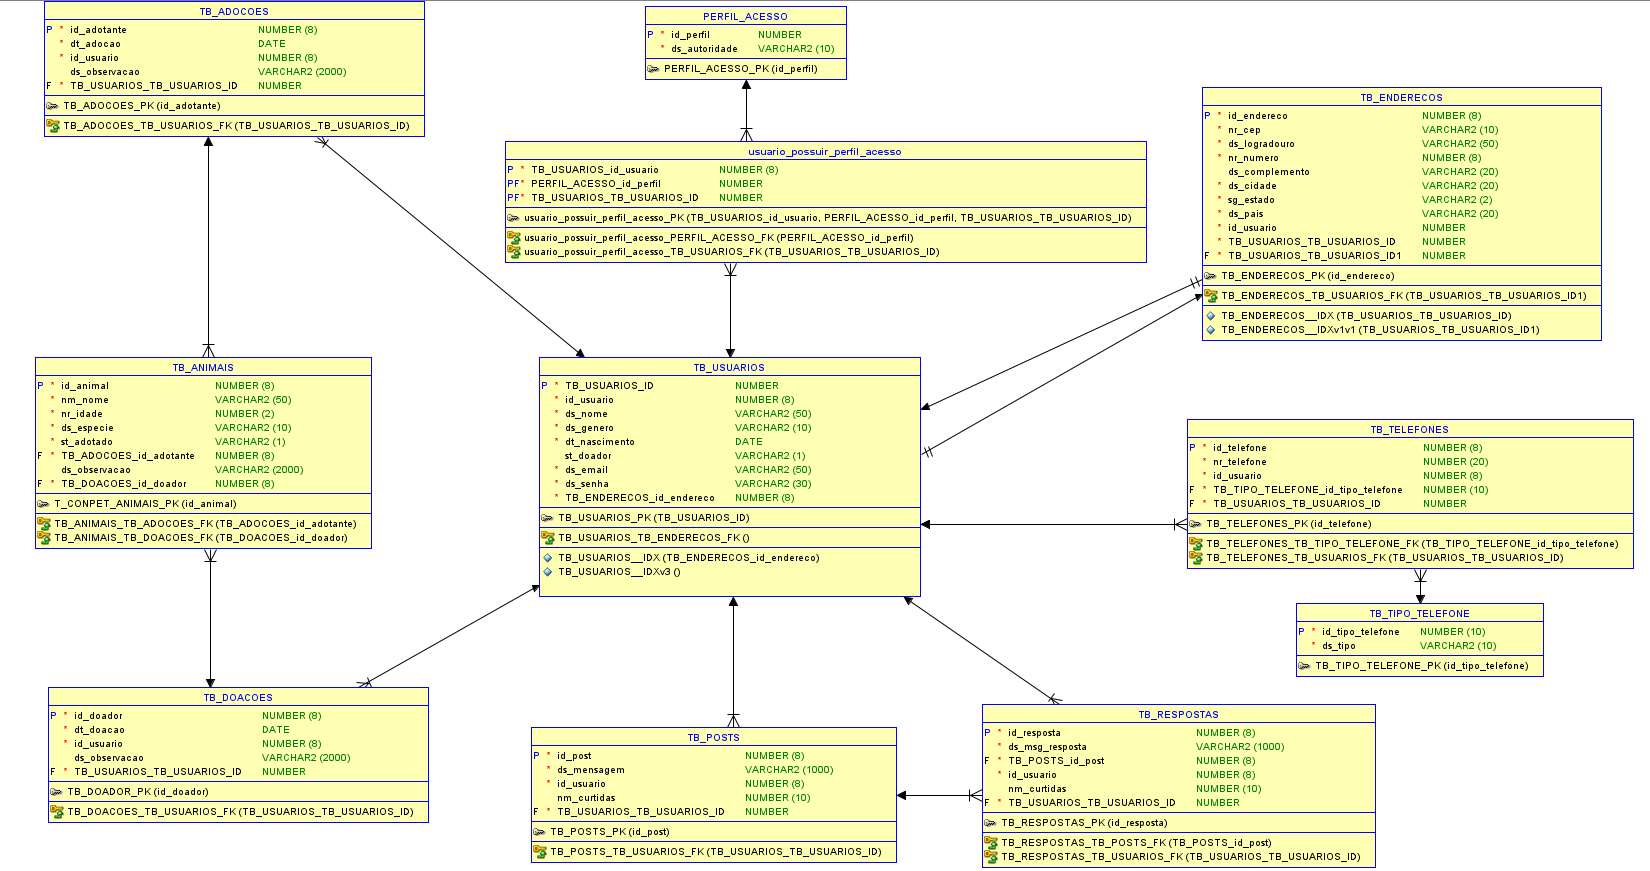 TB_ADOCOES
P * id_adotante NUMBER (8)
* dt_adocao DATE
* id_usuario NUMBER (8)
ds_observacao VARCHAR2 (2000)
F * TB_USUARIOS_TB_USUARIOS_ID NUMBER
TB_ADOCOES_PK (id_adotante)
TB_ADOCOES_TB_USUARIOS_FK (TB_USUARIOS_TB_USUARIOS_ID)
PERFIL_ACESSO
P * id_perfil NUMBER
* ds_autoridade VARCHAR2 (10)
PERFIL_ACESSO_PK (id_perfil)
usuario_possuir_perfil_acesso
P * TB_USUARIOS_id_usuario NUMBER (8)
PF* PERFIL_ACESSO_id_perfil NUMBER
PF* TB_USUARIOS_TB_USUARIOS_ID NUMBER
usuario_possuir_perfil_acesso_PK (TB_USUARIOS_id_usuario, PERFIL_ACESSO_id_perfil, TB_USUARIOS_TB_USUARIOS_ID)
usuario_possuir_perfil_acesso_PERFIL_ACESSO_FK (PERFIL_ACESSO_id_perfil)
usuario_possuir_perfil_acesso_TB_USUARIOS_FK (TB_USUARIOS_TB_USUARIOS_ID)
TB_ENDERECOS
P * id_endereco NUMBER (8)
* nr_cep VARCHAR2 (10)
* ds_logradouro VARCHAR2 (50)
* nr_numero NUMBER (8)
ds_complemento VARCHAR2 (20)
* ds_cidade VARCHAR2 (20)
* sg_estado VARCHAR2 (2)
* ds_pais VARCHAR2 (20)
* id_usuario NUMBER
* TB_USUARIOS_TB_USUARIOS_ID NUMBER
F * TB_USUARIOS_TB_USUARIOS_ID1 NUMBER
TB_ENDERECOS_PK (id_endereco)
TB_ENDERECOS_TB_USUARIOS_FK (TB_USUARIOS_TB_USUARIOS_ID1)
TB_ENDERECOS__IDX (TB_USUARIOS_TB_USUARIOS_ID)
TB_ENDERECOS__IDXv1v1 (TB_USUARIOS_TB_USUARIOS_ID1)
TB_ANIMAIS
P * id_animal NUMBER (8)
* nm_nome VARCHAR2 (50)
* nr_idade NUMBER (2)
* ds_especie VARCHAR2 (10)
* st_adotado VARCHAR2 (1)
F * TB_ADOCOES_id_adotante NUMBER (8)
ds_observacao VARCHAR2 (2000)
F * TB_DOACOES_id_doador NUMBER (8)
T_CONPET_ANIMAIS_PK (id_animal)
TB_ANIMAIS_TB_ADOCOES_FK (TB_ADOCOES_id_adotante)
TB_ANIMAIS_TB_DOACOES_FK (TB_DOACOES_id_doador)
TB_USUARIOS
P * TB_USUARIOS_ID NUMBER
* id_usuario NUMBER (8)
* ds_nome VARCHAR2 (50)
* ds_genero VARCHAR2 (10)
* dt_nascimento DATE
st_doador VARCHAR2 (1)
* ds_email VARCHAR2 (50)
* ds_senha VARCHAR2 (30)
* TB_ENDERECOS_id_endereco NUMBER (8)
TB_USUARIOS_PK (TB_USUARIOS_ID)
TB_USUARIOS_TB_ENDERECOS_FK ()
TB_USUARIOS__IDX (TB_ENDERECOS_id_endereco)
TB_USUARIOS__IDXv3 ()
TB_TELEFONES
P * id_telefone NUMBER (8)
* nr_telefone NUMBER (20)
* id_usuario NUMBER (8)
F * TB_TIPO_TELEFONE_id_tipo_telefone NUMBER (10)
F * TB_USUARIOS_TB_USUARIOS_ID NUMBER
TB_TELEFONES_PK (id_telefone)
TB_TELEFONES_TB_TIPO_TELEFONE_FK (TB_TIPO_TELEFONE_id_tipo_telefone)
TB_TELEFONES_TB_USUARIOS_FK (TB_USUARIOS_TB_USUARIOS_ID)
TB_TIPO_TELEFONE
P * id_tipo_telefone NUMBER (10)
* ds_tipo VARCHAR2 (10)
TB_TIPO_TELEFONE_PK (id_tipo_telefone)
TB_DOACOES
P * id_doador NUMBER (8)
* dt_doacao DATE
* id_usuario NUMBER (8)
ds_observacao VARCHAR2 (2000)
F * TB_USUARIOS_TB_USUARIOS_ID NUMBER
TB_DOADOR_PK (id_doador)
TB_DOACOES_TB_USUARIOS_FK (TB_USUARIOS_TB_USUARIOS_ID)
TB_POSTS
P * id_post NUMBER (8)
* ds_mensagem VARCHAR2 (1000)
* id_usuario NUMBER (8)
nm_curtidas NUMBER (10)
F * TB_USUARIOS_TB_USUARIOS_ID NUMBER
TB_POSTS_PK (id_post)
TB_POSTS_TB_USUARIOS_FK (TB_USUARIOS_TB_USUARIOS_ID)
TB_RESPOSTAS
P * id_resposta NUMBER (8)
* ds_msg_resposta VARCHAR2 (1000)
F * TB_POSTS_id_post NUMBER (8)
* id_usuario NUMBER (8)
nm_curtidas NUMBER (10)
F * TB_USUARIOS_TB_USUARIOS_ID NUMBER
TB_RESPOSTAS_PK (id_resposta)
TB_RESPOSTAS_TB_POSTS_FK (TB_POSTS_id_post)
TB_RESPOSTAS_TB_USUARIOS_FK (TB_USUARIOS_TB_USUARIOS_ID)